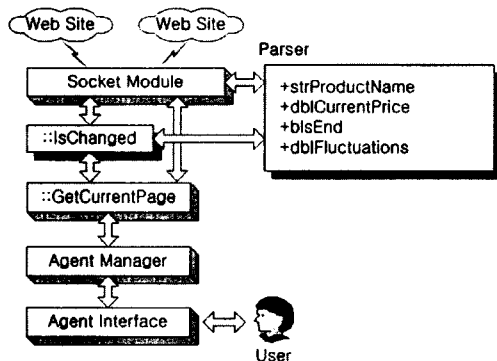 Web Site
Web Site
Parser
Socket Module
+strProductName
+dblCurrentPrice
+blsEnd
+dblFluctuations
::IsChanged
::GetCurrentPage
Agent Manager
Agent Interface
User